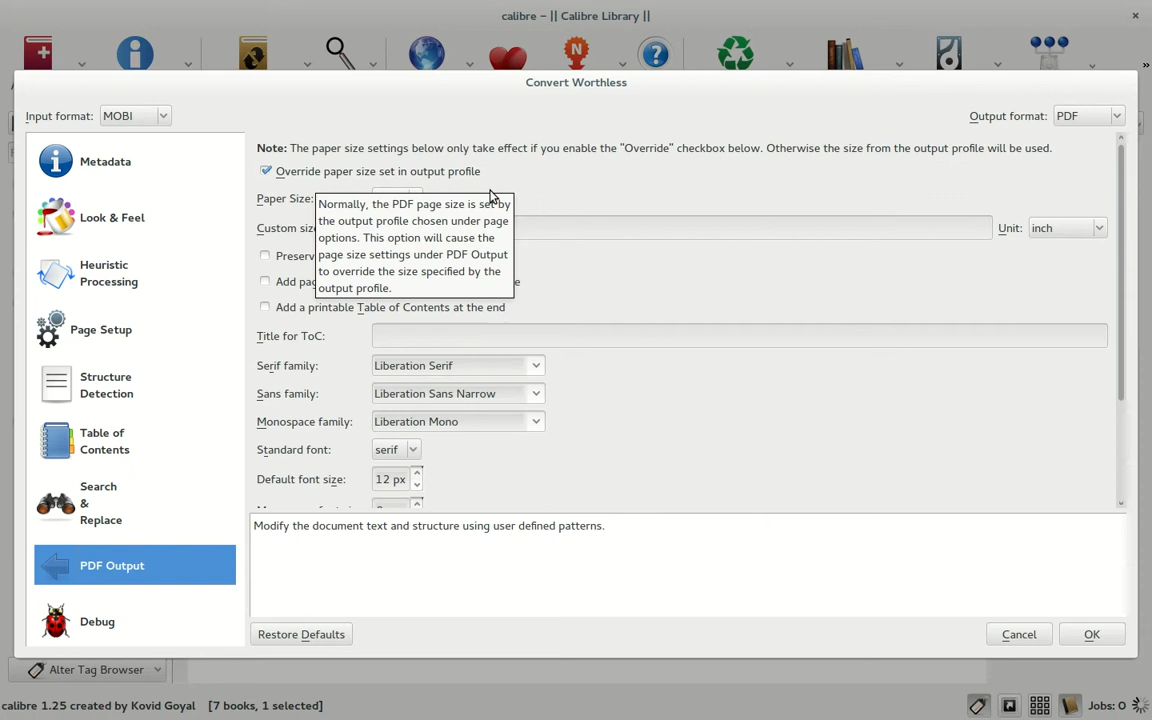 calibre - || Calibre Library ||
Convert Worthless
Input format: MOBI
Output format: PDF
Metadata
Look & Feel
Heuristic
Processing
Page Setup
Structure
Detection
Table of
Contents
Search
&
Replace
PDF Output
Debug
Note: The paper size settings below only take effect if you enable the "Override" checkbox below. Otherwise the size from the output profile will be used.
Override paper size set in output profile
Paper Size:
Normally, the PDF page size is set by
the output profile chosen under page
options. This option will cause the
page size settings under PDF Output
to override the size specified by the
output profile.
Unit: inch
Add a printable Table of Contents at the end
Title for ToC:
Serif family: Liberation Serif
Sans family: Liberation Sans Narrow
Monospace family: Liberation Mono
Standard font: serif
Default font size: 12 px
Modify the document text and structure using user defined patterns.
Restore Defaults
Cancel
OK
Alter Tag Browser
calibre 1.25 created by Kovid Goyal [7 books, 1 selected]
Jobs: 0